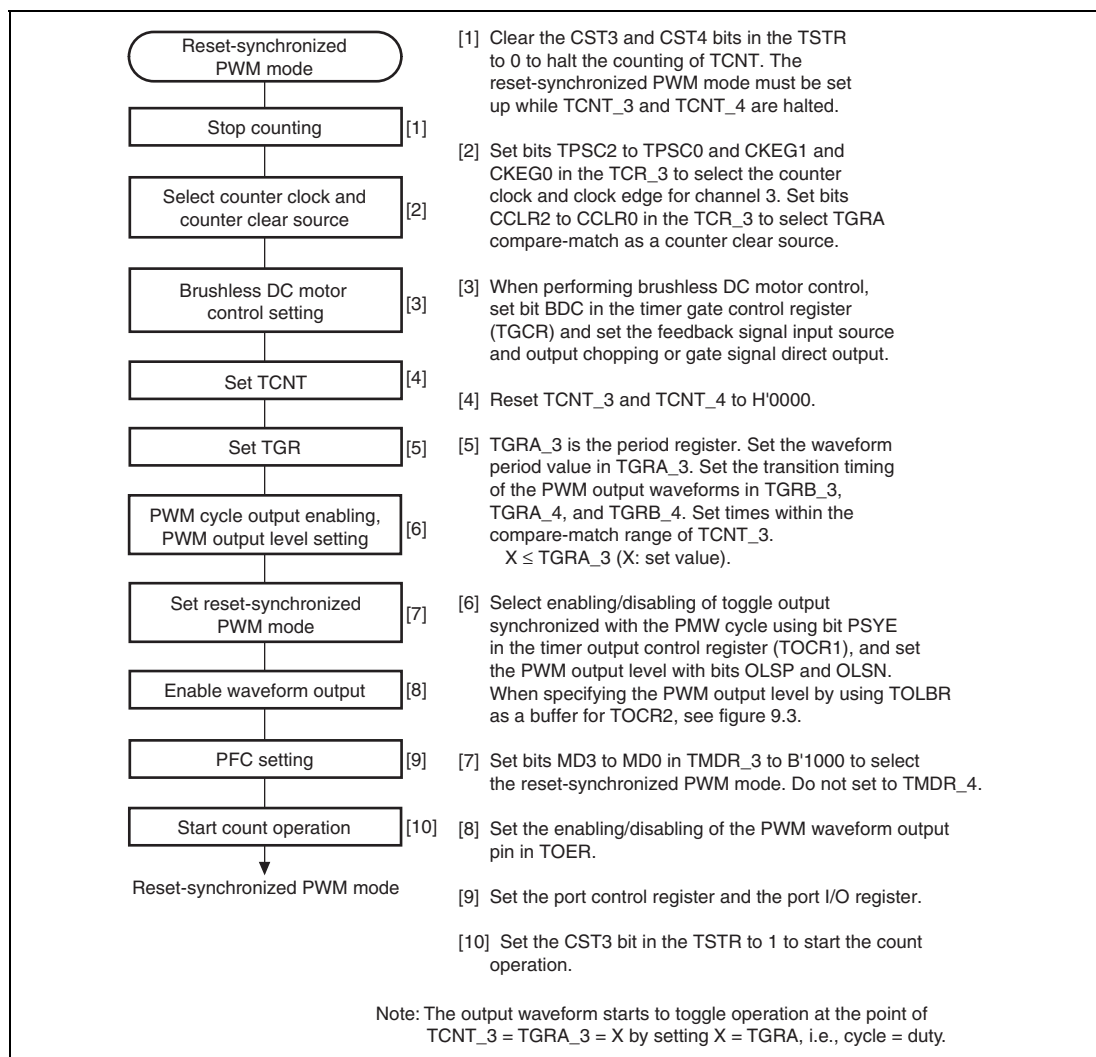 Reset-synchronized
PWM mode
Stop counting
[1]
Select counter clock and
counter clear source
[2]
Brushless DC motor
control setting
[3]
Set TCNT
[4]
Set TGR
[5]
PWM cycle output enabling,
PWM output level setting
[6]
Set reset-synchronized
PWM mode
[7]
Enable waveform output
[8]
PFC setting
[9]
Start count operation
[10]
Reset-synchronized PWM mode
[1] Clear the CST3 and CST4 bits in the TSTR
to 0 to halt the counting of TCNT. The
reset-synchronized PWM mode must be set
up while TCNT_3 and TCNT_4 are halted.
[2] Set bits TPSC2 to TPSC0 and CKEG1 and
CKEG0 in the TCR_3 to select the counter
clock and clock edge for channel 3. Set bits
CCLR2 to CCLR0 in the TCR_3 to select TGRA
compare-match as a counter clear source.
[3] When performing brushless DC motor control,
set bit BDC in the timer gate control register
(TGCR) and set the feedback signal input source
and output chopping or gate signal direct output.
[4] Reset TCNT_3 and TCNT_4 to H'0000.
[5] TGRA_3 is the period register. Set the waveform
period value in TGRA_3. Set the transition timing
of the PWM output waveforms in TGRB_3,
TGRA_4, and TGRB_4. Set times within the
compare-match range of TCNT_3.
X ≤ TGRA_3 (X: set value).
[6] Select enabling/disabling of toggle output
synchronized with the PMW cycle using bit PSYE
in the timer output control register (TOCR1), and set
the PWM output level with bits OLSP and OLSN.
When specifying the PWM output level by using TOLBR
as a buffer for TOCR2, see figure 9.3.
[7] Set bits MD3 to MD0 in TMDR_3 to B'1000 to select
the reset-synchronized PWM mode. Do not set to TMDR_4.
[8] Set the enabling/disabling of the PWM waveform output
pin in TOER.
[9] Set the port control register and the port I/O register.
[10] Set the CST3 bit in the TSTR to 1 to start the count
operation.
Note: The output waveform starts to toggle operation at the point of
TCNT_3 = TGRA_3 = X by setting X = TGRA, i.e., cycle = duty.